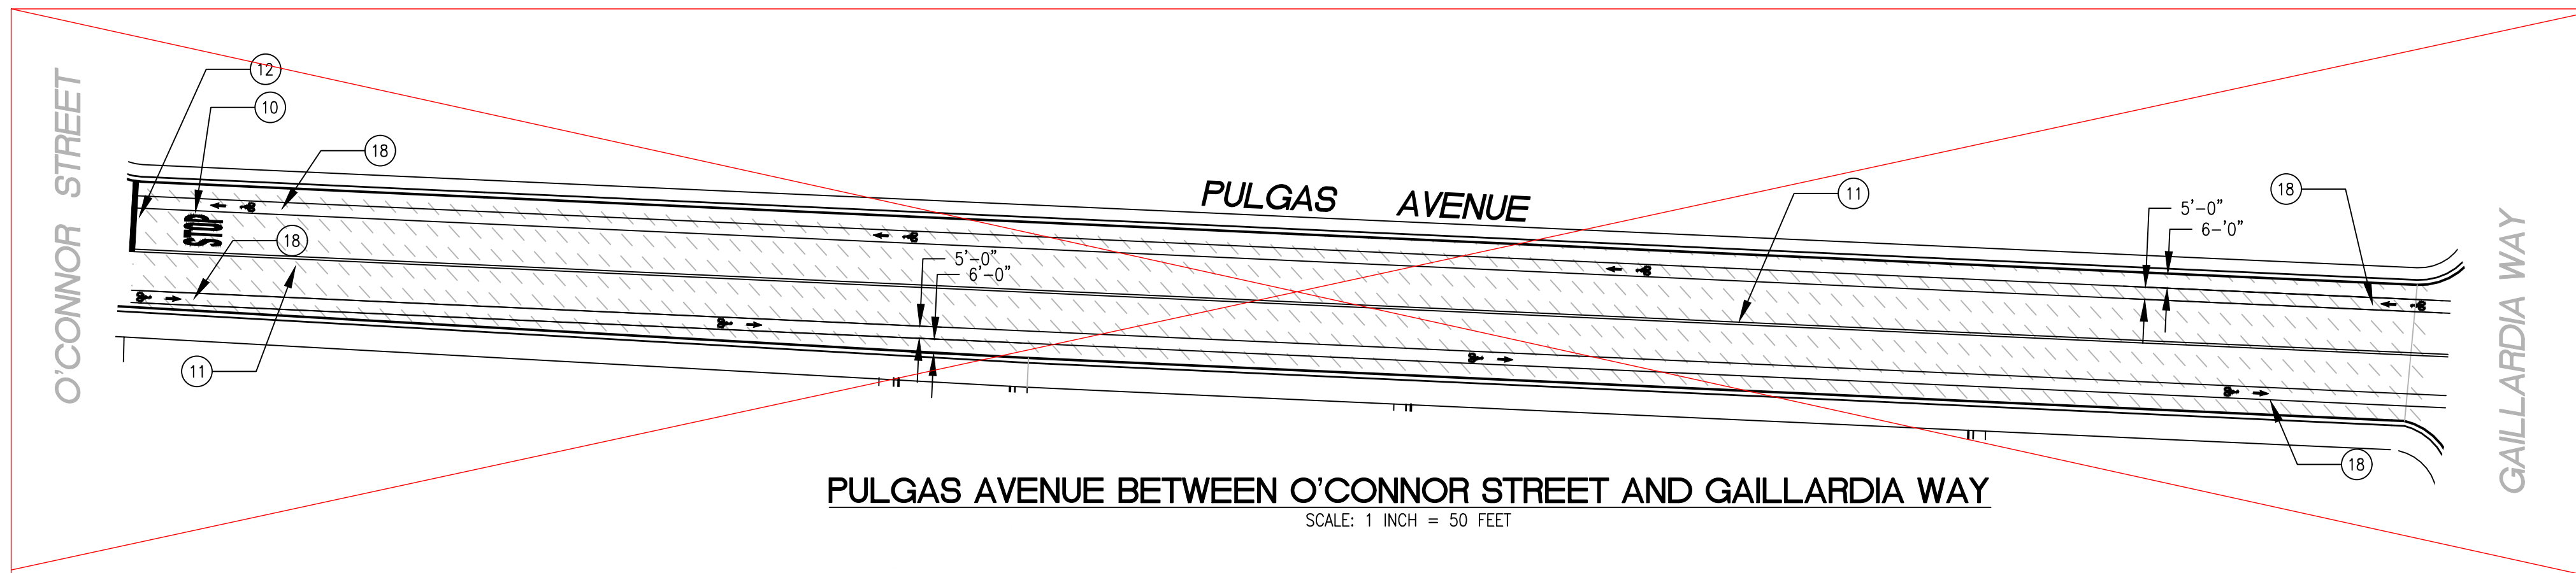 O'CONNOR STREET
12
10
18
STOP
18
11
PULGAS AVENUE
5'-0"
6'-0"
11
18
5'-0"
6-'0"
GAILLARDIA WAY
18
PULGAS AVENUE BETWEEN O'CONNOR STREET AND GAILLARDIA WAY
SCALE: 1 INCH = 50 FEET